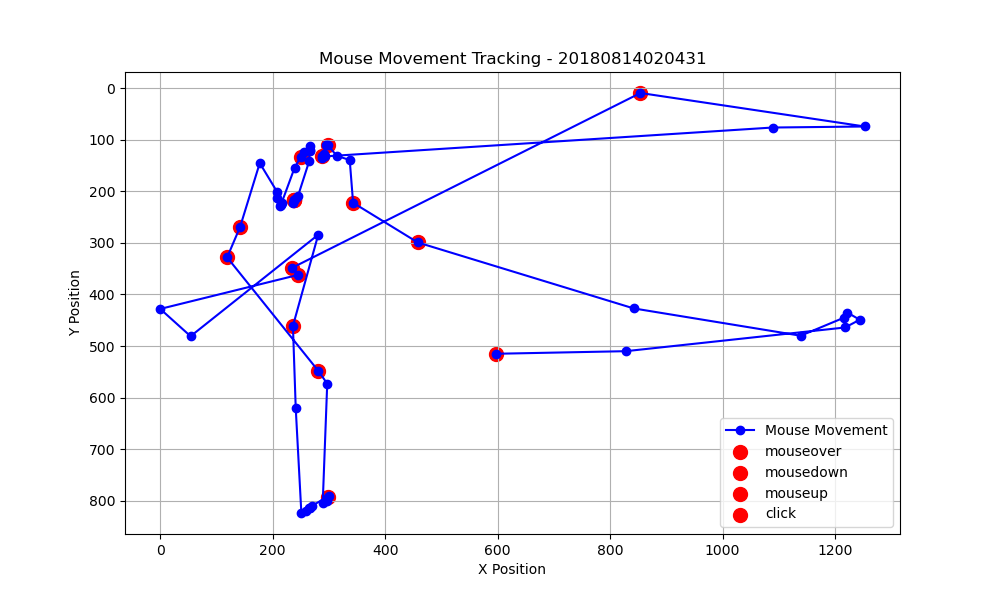 Mouse Movement Tracking - 20180814020431
0
100
200
300
400
500
600
700
800
Y Position
Mouse Movement
mouseover
mousedown
mouseup
click
0 200 400 600 800 1000 1200
X Position